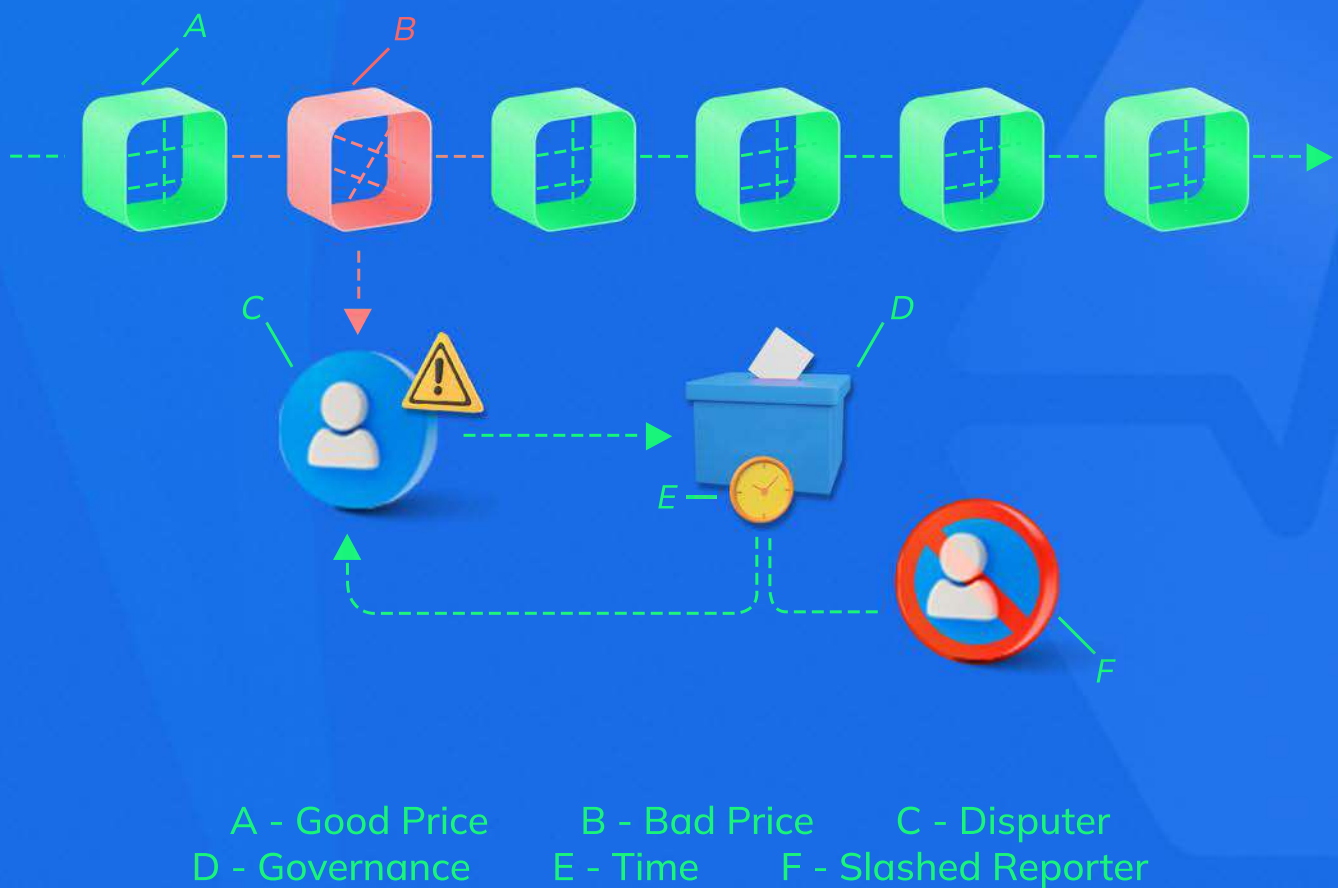 A
B
C
D
E
F
A - Good Price B - Bad Price C - Disputer
D - Governance E - Time F - Slashed Reporter